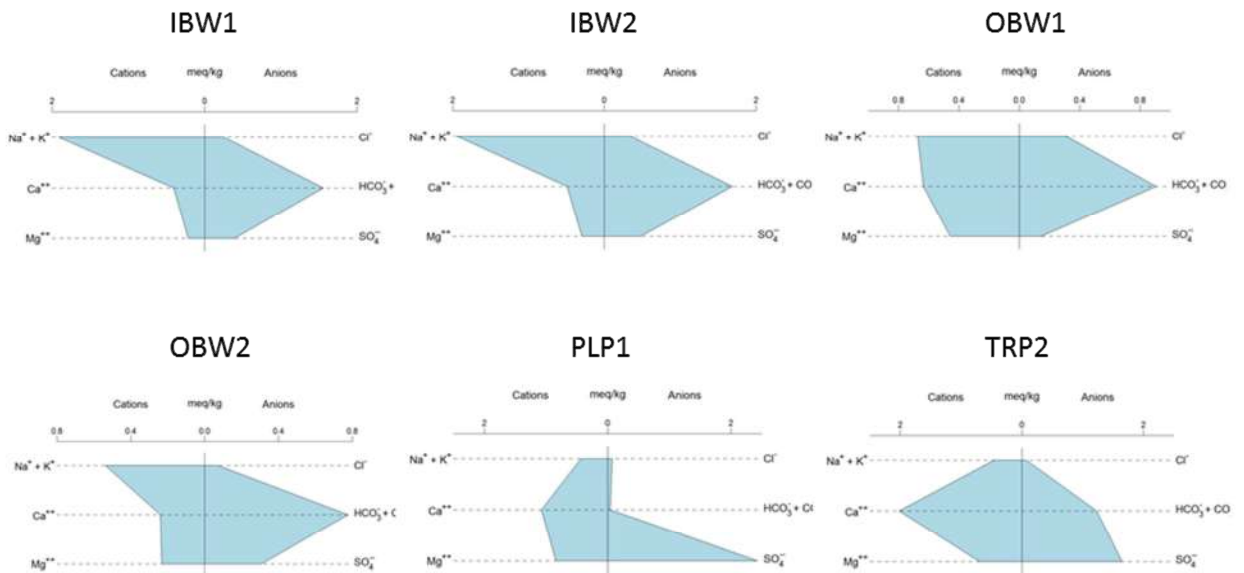 IBW1
Cations meq/kg Anions
2 0 2
Na⁺ + K⁺ Cl⁻
Ca⁺⁺ HCO₃⁻ +
Mg⁺⁺ SO₄⁻⁻
IBW2
Cations meq/kg Anions
2 0 2
Na⁺ + K⁺ Cl⁻
Ca⁺⁺ HCO₃⁻ + CO
Mg⁺⁺ SO₄⁻⁻
OBW1
Cations meq/kg Anions
0.8 0.4 0.0 0.4 0.8
Na⁺ + K⁺ Cl⁻
Ca⁺⁺ HCO₃⁻ + CO
Mg⁺⁺ SO₄⁻⁻
OBW2
Cations meq/kg Anions
0.8 0.4 0.0 0.4 0.8
Na⁺ + K⁺ Cl⁻
Ca⁺⁺ HCO₃⁻ + C
Mg⁺⁺ SO₄⁻⁻
PLP1
Cations meq/kg Anions
2 0 2
Na⁺ + K⁺ Cl⁻
Ca⁺⁺ HCO₃⁻ + C
Mg⁺⁺ SO₄⁻⁻
TRP2
Cations meq/kg Anions
2 0 2
Na⁺ + K⁺ Cl⁻
Ca⁺⁺ HCO₃⁻ + CO
Mg⁺⁺ SO₄⁻⁻